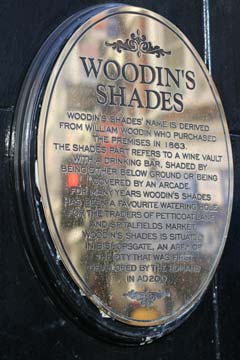 WOODIN'S
SHADES
WOODIN'S SHADES' NAME IS DERIVED
FROM WILLIAM WOODIN WHO PURCHASED
THE PREMISES IN 1863.
THE SHADES PART REFERS TO A WINE VAULT
WITH A DRINKING BAR, SHADED BY
BEING EITHER BELOW GROUND OR BEING
COVERED BY AN ARCADE.
FOR MANY YEARS WOODIN'S SHADES
HAS BEEN A FAVOURITE WATERING HOLE
FOR THE TRADERS OF PETTICOAT LANE
AND SPITALFIELDS MARKET.
WOODIN'S SHADES IS SITUATED
IN BISHOPSGATE, AN AREA OF
THE CITY THAT WAS FIRST
DEVELOPED BY THE ROMANS
IN AD200.